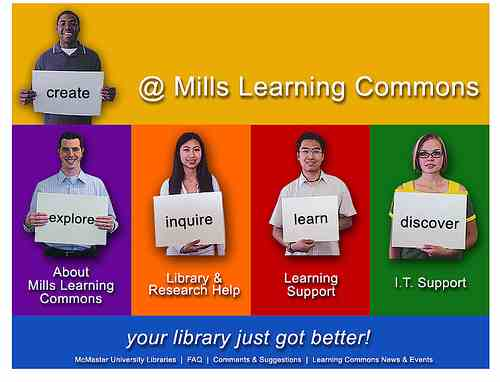 create
@ Mills Learning Commons
explore
inquire
learn
discover
About
Mills Learning
Commons
Library &
Research Help
Learning
Support
I.T. Support
your library just got better!
McMaster University Libraries | FAQ | Comments & Suggestions | Learning Commons News & Events